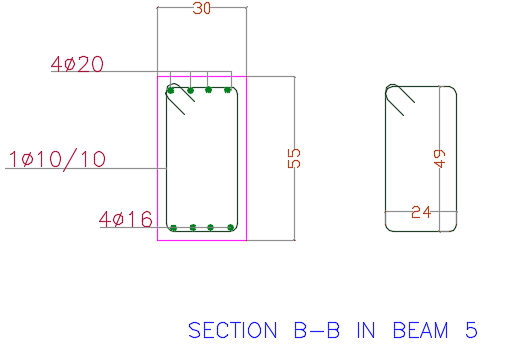 30
4ø20
1ø10/10
55
49
24
4ø16
SECTION B-B IN BEAM 5